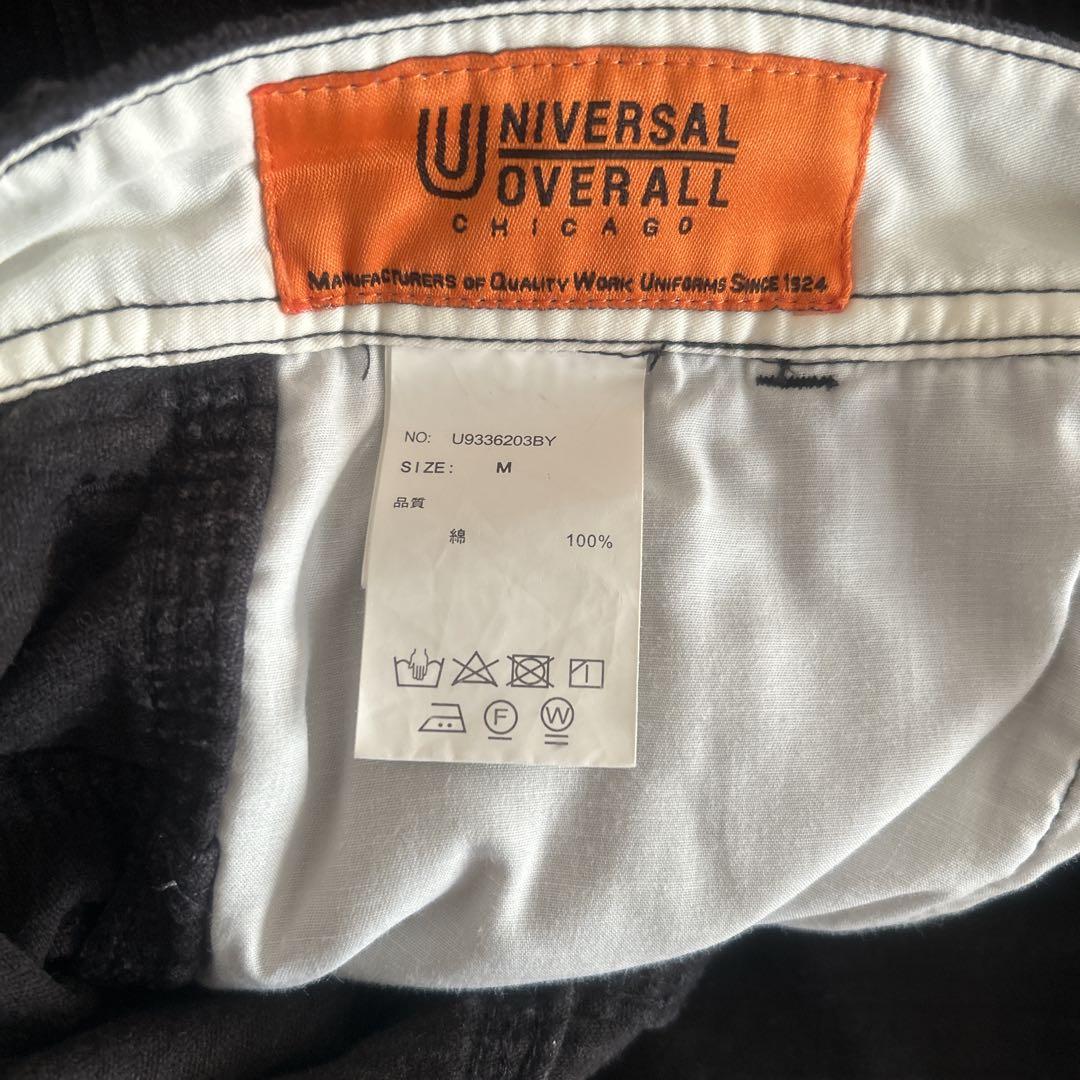 UNIVERSAL
OVERALL
CHICAGO
MANUFACTURERS OF QUALITY WORK UNIFORMS SINCE 1924
NO: U9336203BY
SIZE: M
品質
綿 100%
F W